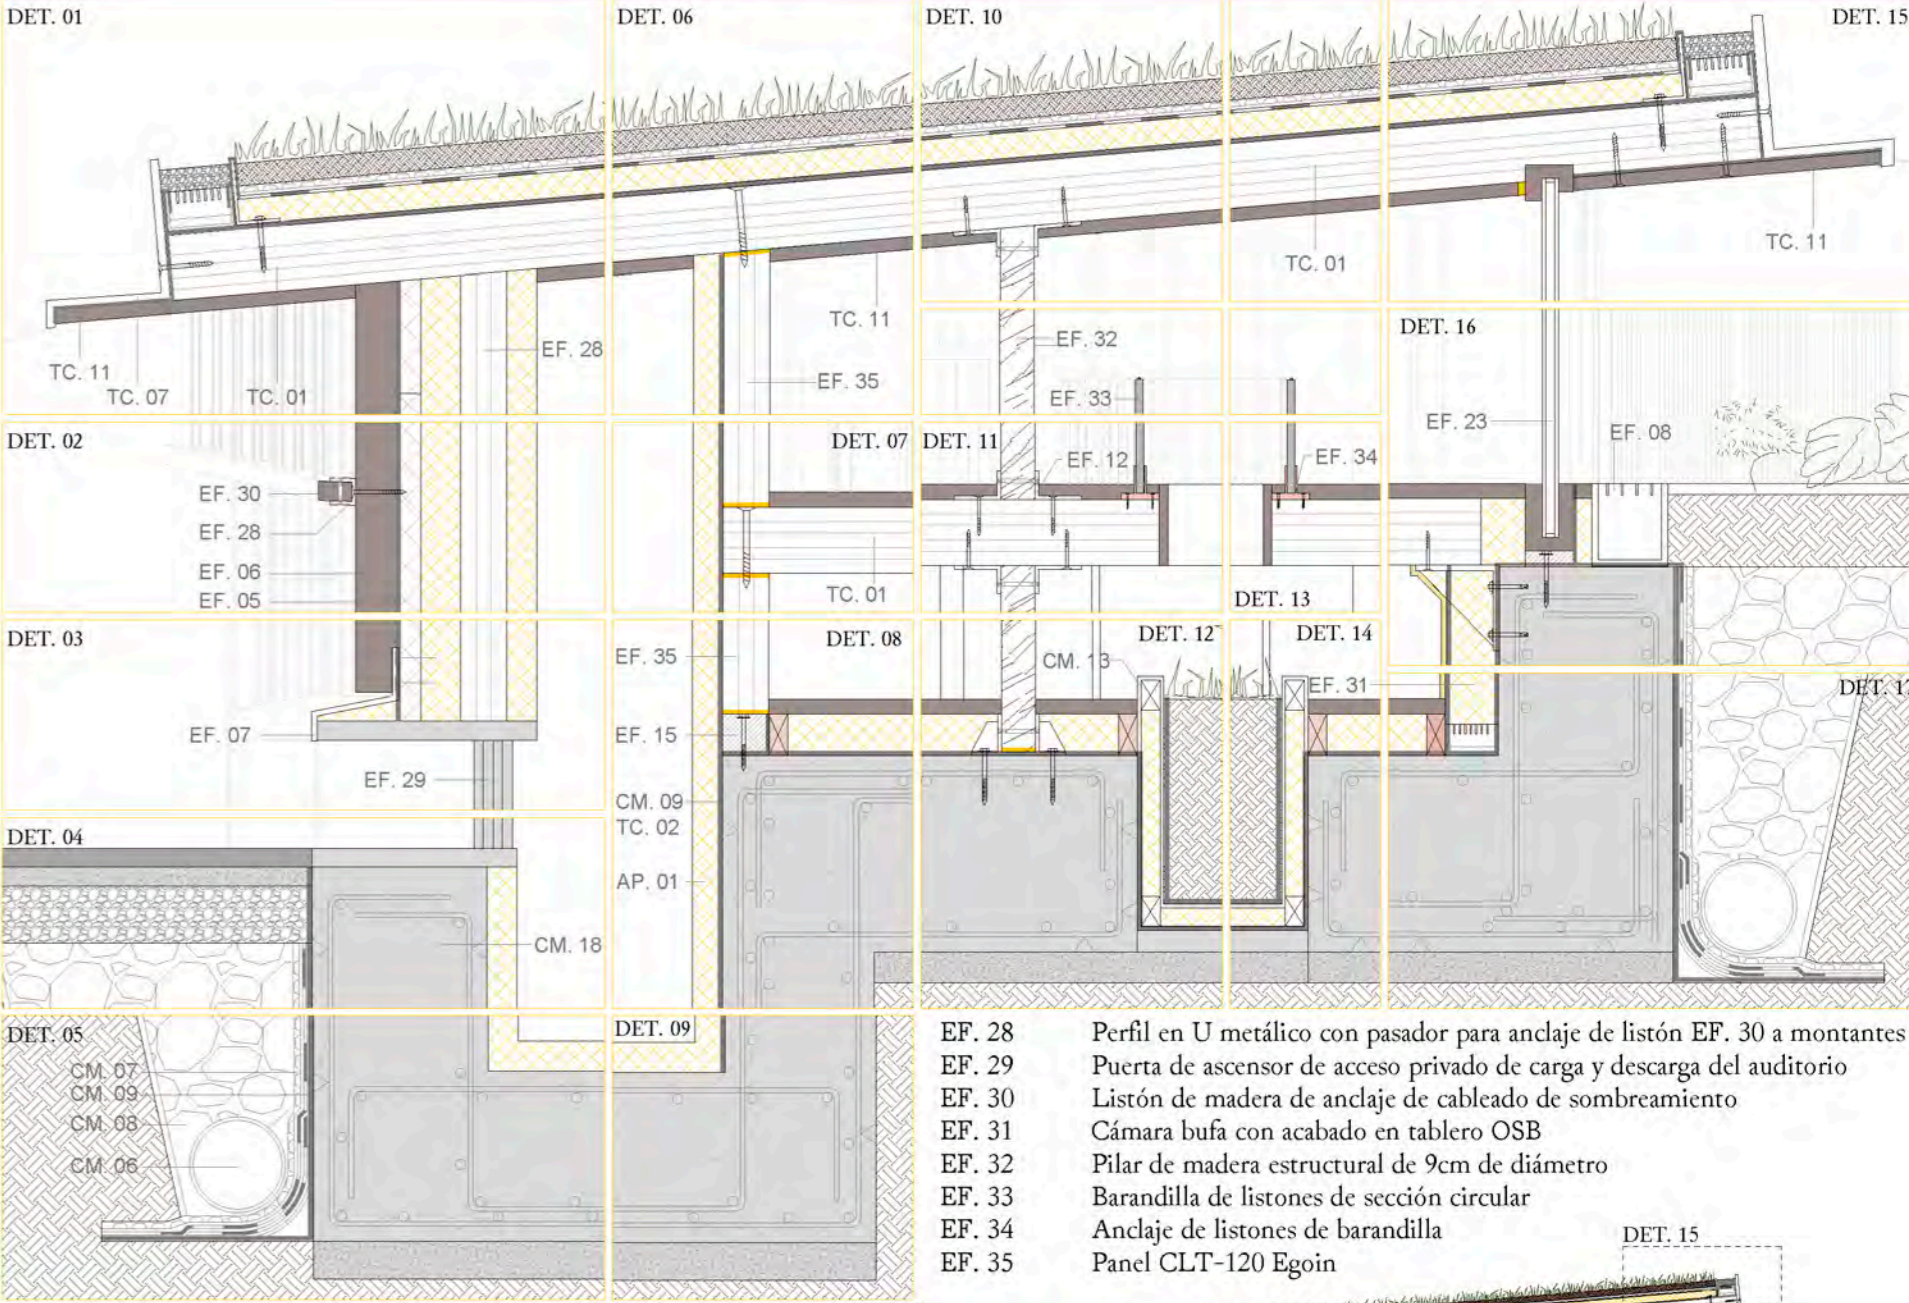 DET. 01
DET. 06
DET. 10
DET. 15
TC. 11
TC. 07
TC. 01
EF. 28
TC. 11
EF. 35
TC. 01
EF. 32
EF. 33
TC. 11
DET. 16
EF. 23
EF. 08
DET. 02
DET. 07
DET. 11
EF. 12
EF. 34
EF. 30
EF. 28
EF. 06
EF. 05
TC. 01
DET. 13
DET. 03
EF. 35
DET. 08
DET. 12
DET. 14
CM. 13
EF. 31
DET. 17
EF. 07
EF. 15
EF. 29
CM. 09
TC. 02
AP. 01
DET. 04
CM. 18
DET. 05
CM. 07
CM. 09
CM. 08
CM. 06
DET. 09
EF. 28 Perfil en U metálico con pasador para anclaje de listón EF. 30 a montantes
EF. 29 Puerta de ascensor de acceso privado de carga y descarga del auditorio
EF. 30 Listón de madera de anclaje de cableado de sombreamiento
EF. 31 Cámara bufa con acabado en tablero OSB
EF. 32 Pilar de madera estructural de 9cm de diámetro
EF. 33 Barandilla de listones de sección circular
EF. 34 Anclaje de listones de barandilla
EF. 35 Panel CLT-120 Egoin
DET. 15